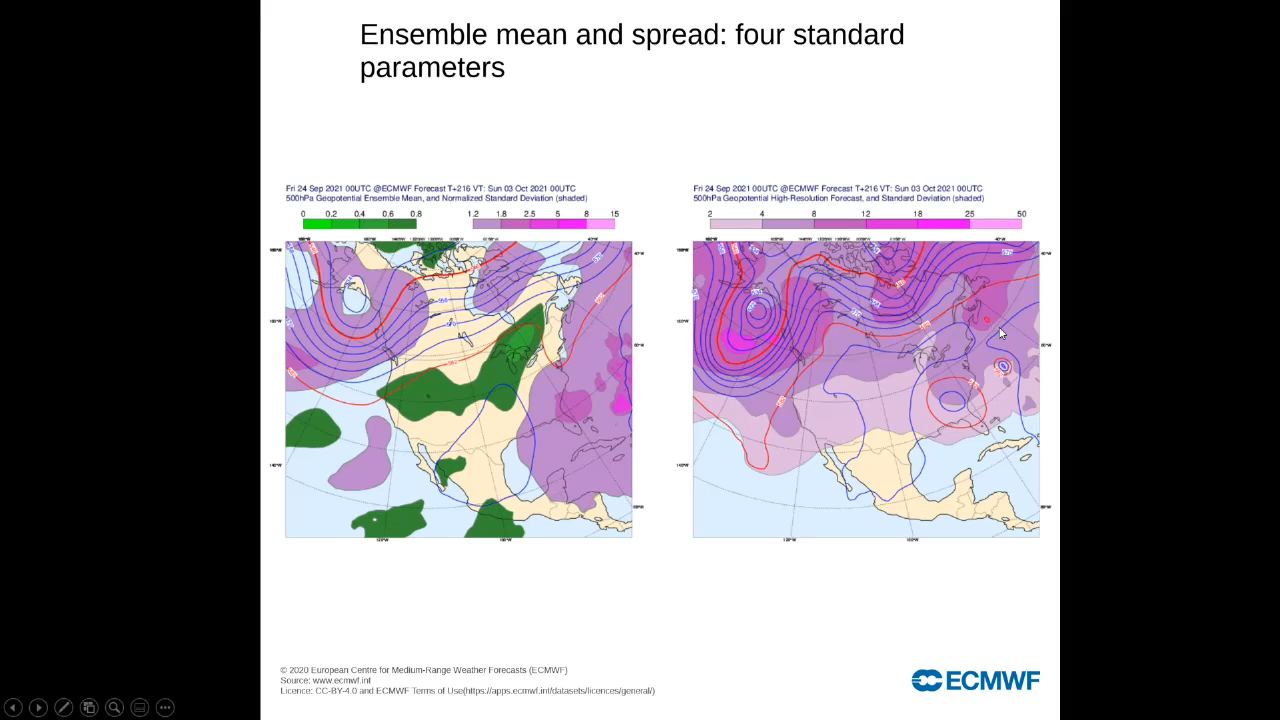 Ensemble mean and spread: four standard
parameters
Fri 24 Sep 2021 00UTC @ECMWF Forecast T+216 VT: Sun 03 Oct 2021 00UTC
500hPa Geopotential Ensemble Mean, and Normalized Standard Deviation (shaded)
0 0.2 0.4 0.6 0.8 1.2 1.8 2.5 5 8 15
Fri 24 Sep 2021 00UTC @ECMWF Forecast T+216 VT: Sun 03 Oct 2021 00UTC
500hPa Geopotential High-Resolution Forecast, and Standard Deviation (shaded)
2 4 8 12 18 25 50
© 2020 European Centre for Medium-Range Weather Forecasts (ECMWF)
Source: www.ecmwf.int
Licence: CC-BY-4.0 and ECMWF Terms of Use(https://apps.ecmwf.int/datasets/licences/general/)
ECMWF